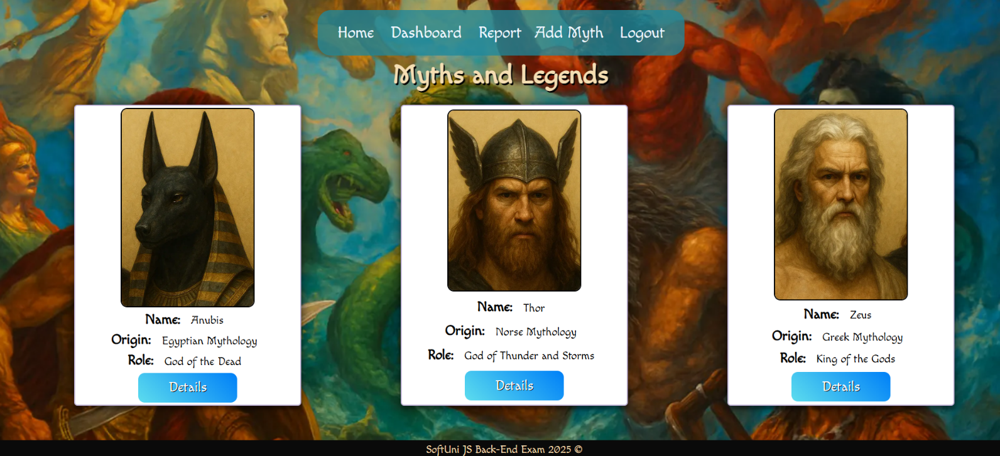 Home Dashboard Report Add Myth Logout
Myths and Legends
Name: Anubis
Origin: Egyptian Mythology
Role: God of the Dead
Details
Name: Thor
Origin: Norse Mythology
Role: God of Thunder and Storms
Details
Name: Zeus
Origin: Greek Mythology
Role: King of the Gods
Details
SoftUni JS Back-End Exam 2025 ©